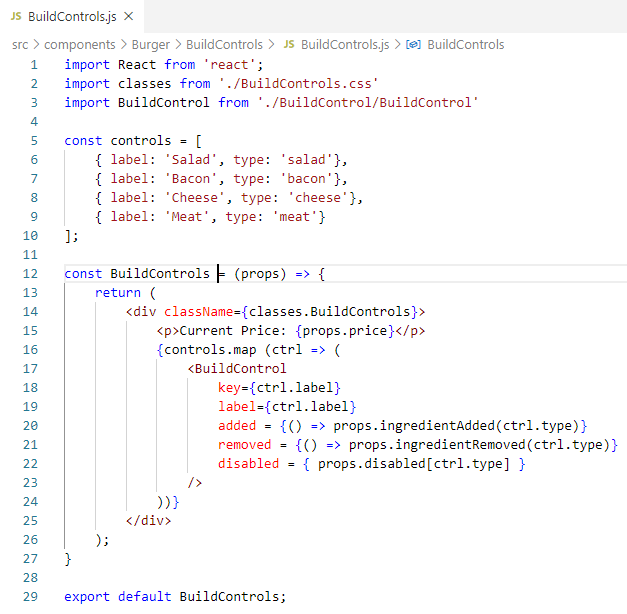 JS BuildControls.js ×
src > components > Burger > BuildControls > JS BuildControls.js > BuildControls
1 import React from 'react';
2 import classes from './BuildControls.css'
3 import BuildControl from './BuildControl/BuildControl'
4
5 const controls = [
6     { label: 'Salad', type: 'salad'},
7     { label: 'Bacon', type: 'bacon'},
8     { label: 'Cheese', type: 'cheese'},
9     { label: 'Meat', type: 'meat'}
10 ];
11
12 const BuildControls = (props) => {
13     return (
14         <div className={classes.BuildControls}>
15             <p>Current Price: {props.price}</p>
16             {controls.map (ctrl => (
17                 <BuildControl
18                     key={ctrl.label}
19                     label={ctrl.label}
20                     added = {() => props.ingredientAdded(ctrl.type)}
21                     removed = {() => props.ingredientRemoved(ctrl.type)}
22                     disabled = { props.disabled[ctrl.type] }
23                 />
24             ))}
25         </div>
26     );
27 }
28
29 export default BuildControls;